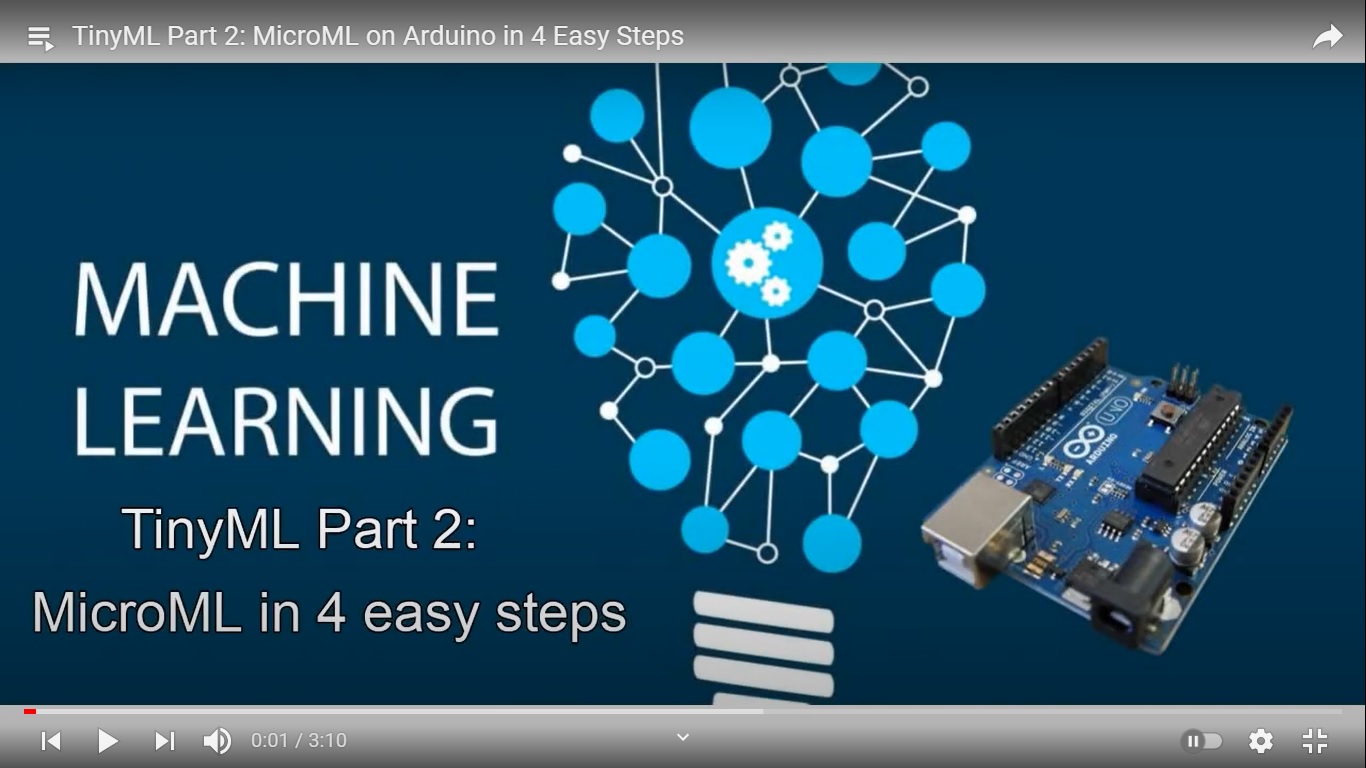 TinyML Part 2: MicroML on Arduino in 4 Easy Steps
MACHINE
LEARNING
TinyML Part 2:
MicroML in 4 easy steps
UNO
ARDUINO
0:01 / 3:10